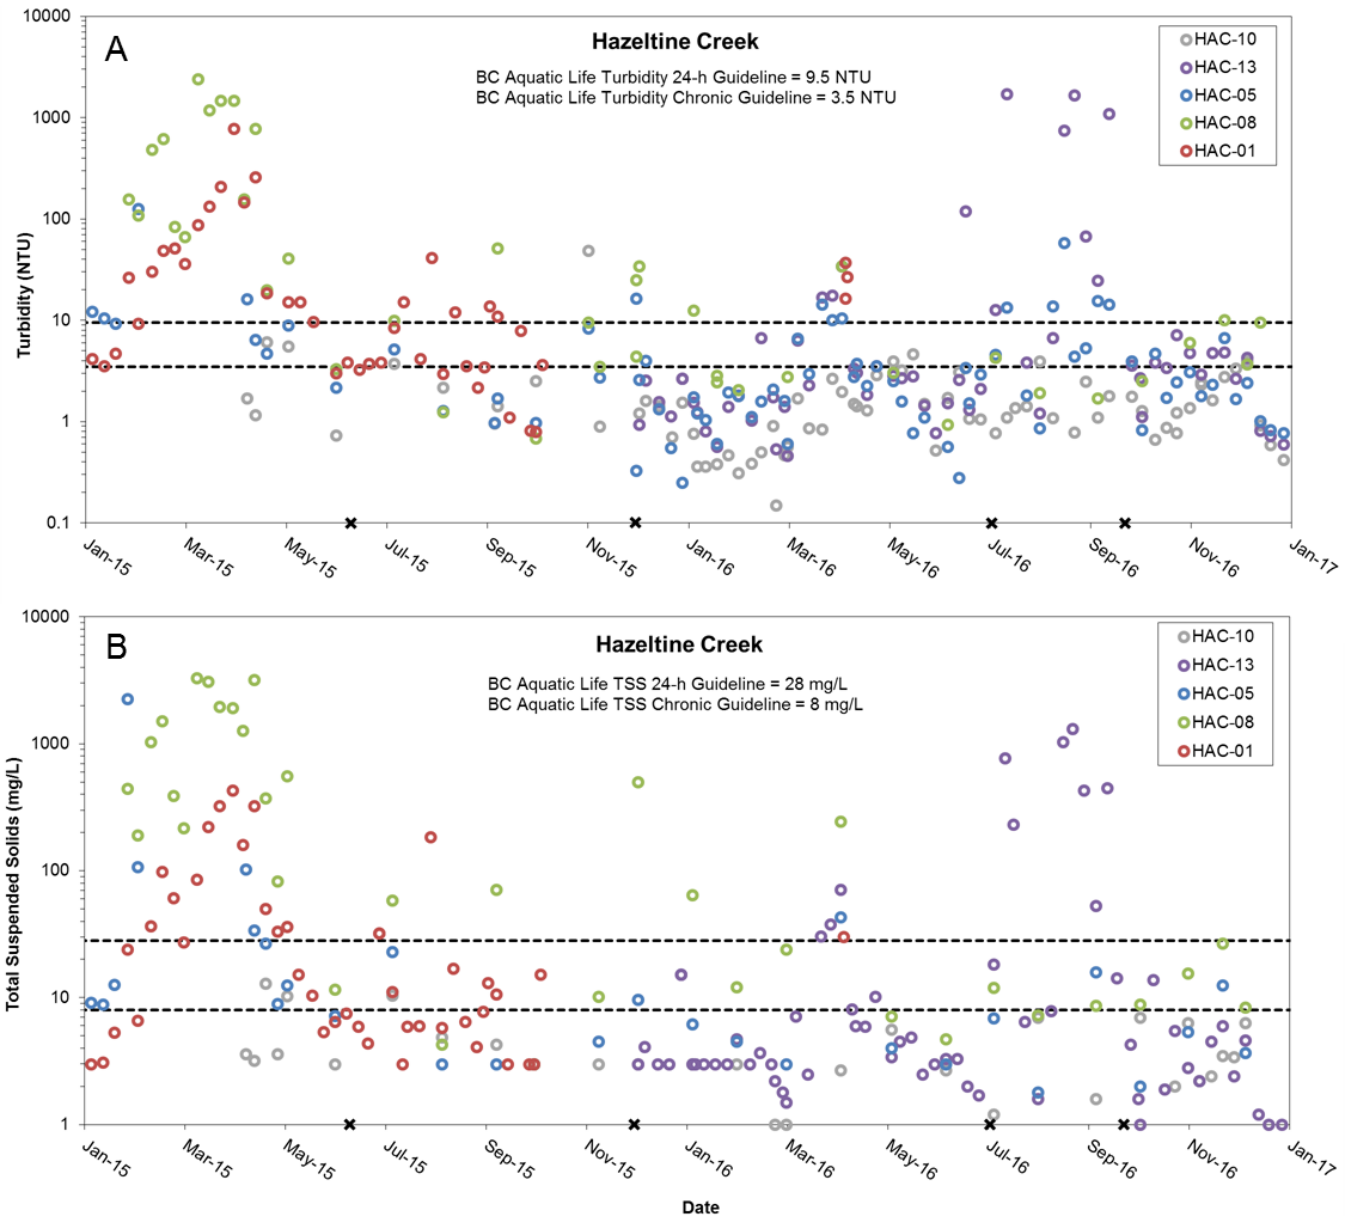 A
Hazeltine Creek
BC Aquatic Life Turbidity 24-h Guideline = 9.5 NTU
BC Aquatic Life Turbidity Chronic Guideline = 3.5 NTU
HAC-10
HAC-13
HAC-05
HAC-08
HAC-01
Turbidity (NTU)
10000
1000
100
10
1
0.1
Jan-15
Mar-15
May-15
Jul-15
Sep-15
Nov-15
Jan-16
Mar-16
May-16
Jul-16
Sep-16
Nov-16
Jan-17
B
Hazeltine Creek
BC Aquatic Life TSS 24-h Guideline = 28 mg/L
BC Aquatic Life TSS Chronic Guideline = 8 mg/L
HAC-10
HAC-13
HAC-05
HAC-08
HAC-01
Total Suspended Solids (mg/L)
10000
1000
100
10
1
Jan-15
Mar-15
May-15
Jul-15
Sep-15
Nov-15
Jan-16
Mar-16
May-16
Jul-16
Sep-16
Nov-16
Jan-17
Date